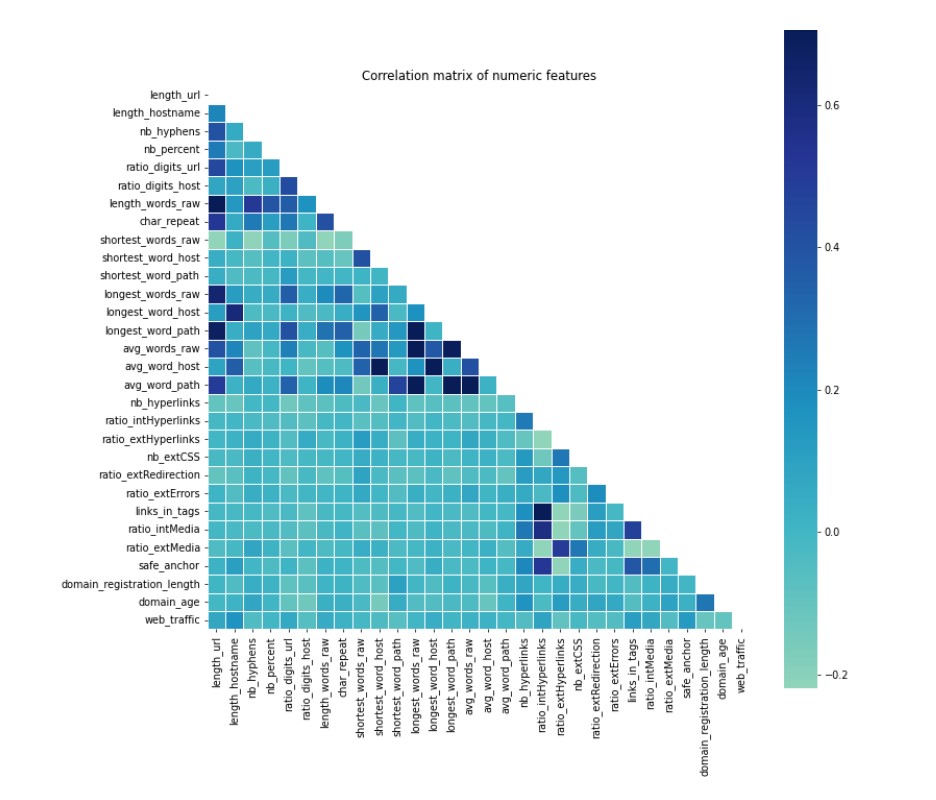 Correlation matrix of numeric features
length_url
length_hostname
nb_hyphens
nb_percent
ratio_digits_url
ratio_digits_host
length_words_raw
char_repeat
shortest_words_raw
shortest_word_host
shortest_word_path
longest_words_raw
longest_word_host
longest_word_path
avg_words_raw
avg_word_host
avg_word_path
nb_hyperlinks
ratio_intHyperlinks
ratio_extHyperlinks
nb_extCSS
ratio_extRedirection
ratio_extErrors
links_in_tags
ratio_intMedia
ratio_extMedia
safe_anchor
domain_registration_length
domain_age
web_traffic
length_url
length_hostname
nb_hyphens
nb_percent
ratio_digits_url
ratio_digits_host
length_words_raw
char_repeat
shortest_words_raw
shortest_word_host
shortest_word_path
longest_words_raw
longest_word_host
longest_word_path
avg_words_raw
avg_word_host
avg_word_path
nb_hyperlinks
ratio_intHyperlinks
ratio_extHyperlinks
nb_extCSS
ratio_extRedirection
ratio_extErrors
links_in_tags
ratio_intMedia
ratio_extMedia
safe_anchor
domain_registration_length
domain_age
web_traffic
0.6
0.4
0.2
0.0
−0.2